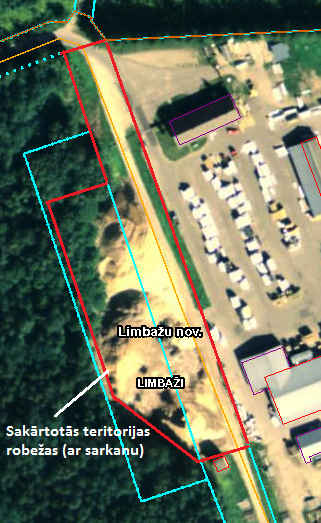 Limbažu nov.
LIMBAŽI
Sakārtotās teritorijas
robežas (ar sarkanu)